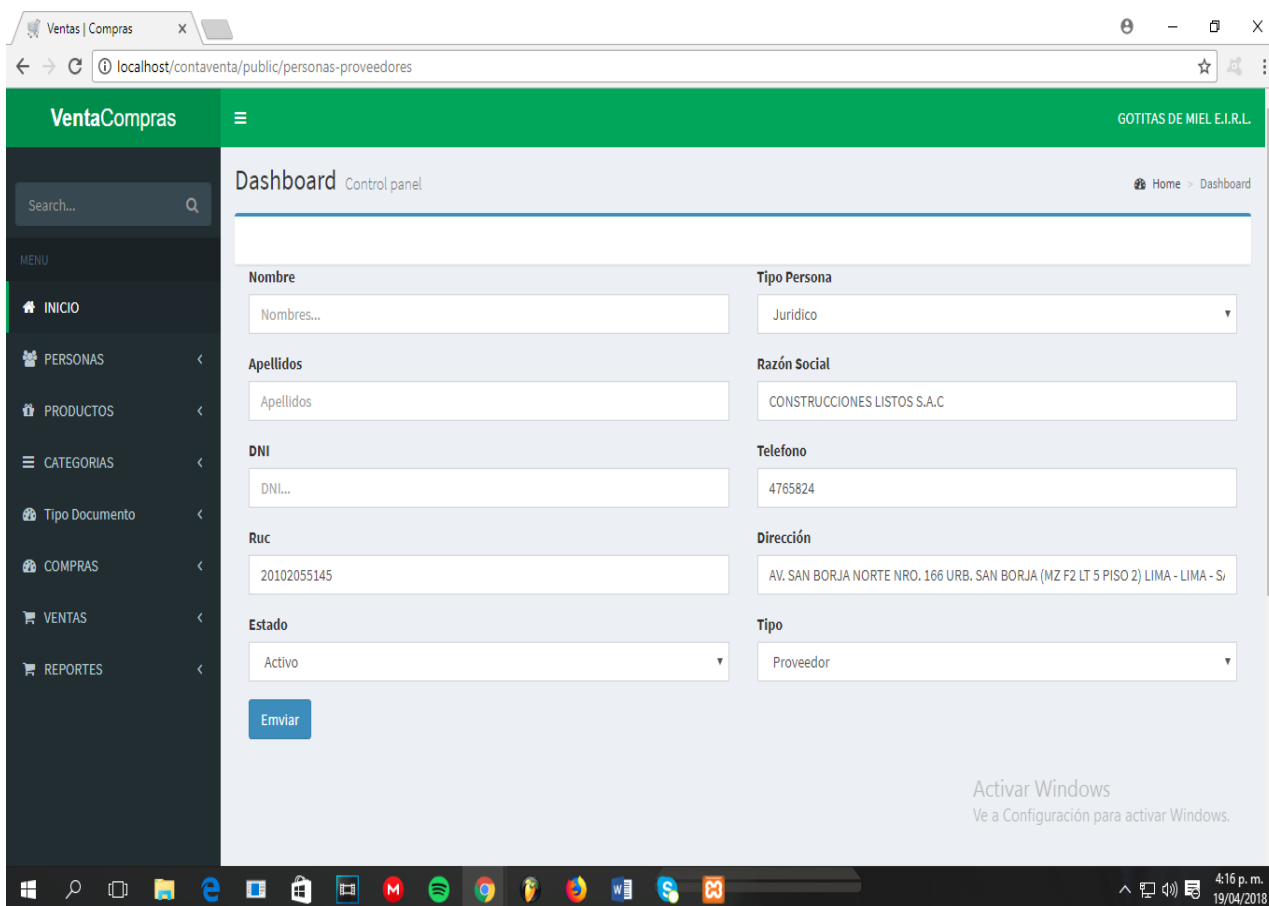 Ventas | Compras
localhost/contaventa/public/personas-proveedores
VentaCompras
GOTITAS DE MIEL E.I.R.L.
Dashboard Control panel
Home > Dashboard
Search...
MENU
INICIO
PERSONAS
PRODUCTOS
CATEGORIAS
Tipo Documento
COMPRAS
VENTAS
REPORTES
Nombre
Nombres...
Tipo Persona
Juridico
Apellidos
Apellidos
Razón Social
CONSTRUCCIONES LISTOS S.A.C
DNI
DNI...
Telefono
4765824
Ruc
20102055145
Dirección
AV. SAN BORJA NORTE NRO. 166 URB. SAN BORJA (MZ F2 LT 5 PISO 2) LIMA - LIMA -
Estado
Activo
Tipo
Proveedor
Emviar
Activar Windows
Ve a Configuración para activar Windows.
4:16 p. m.
19/04/2018